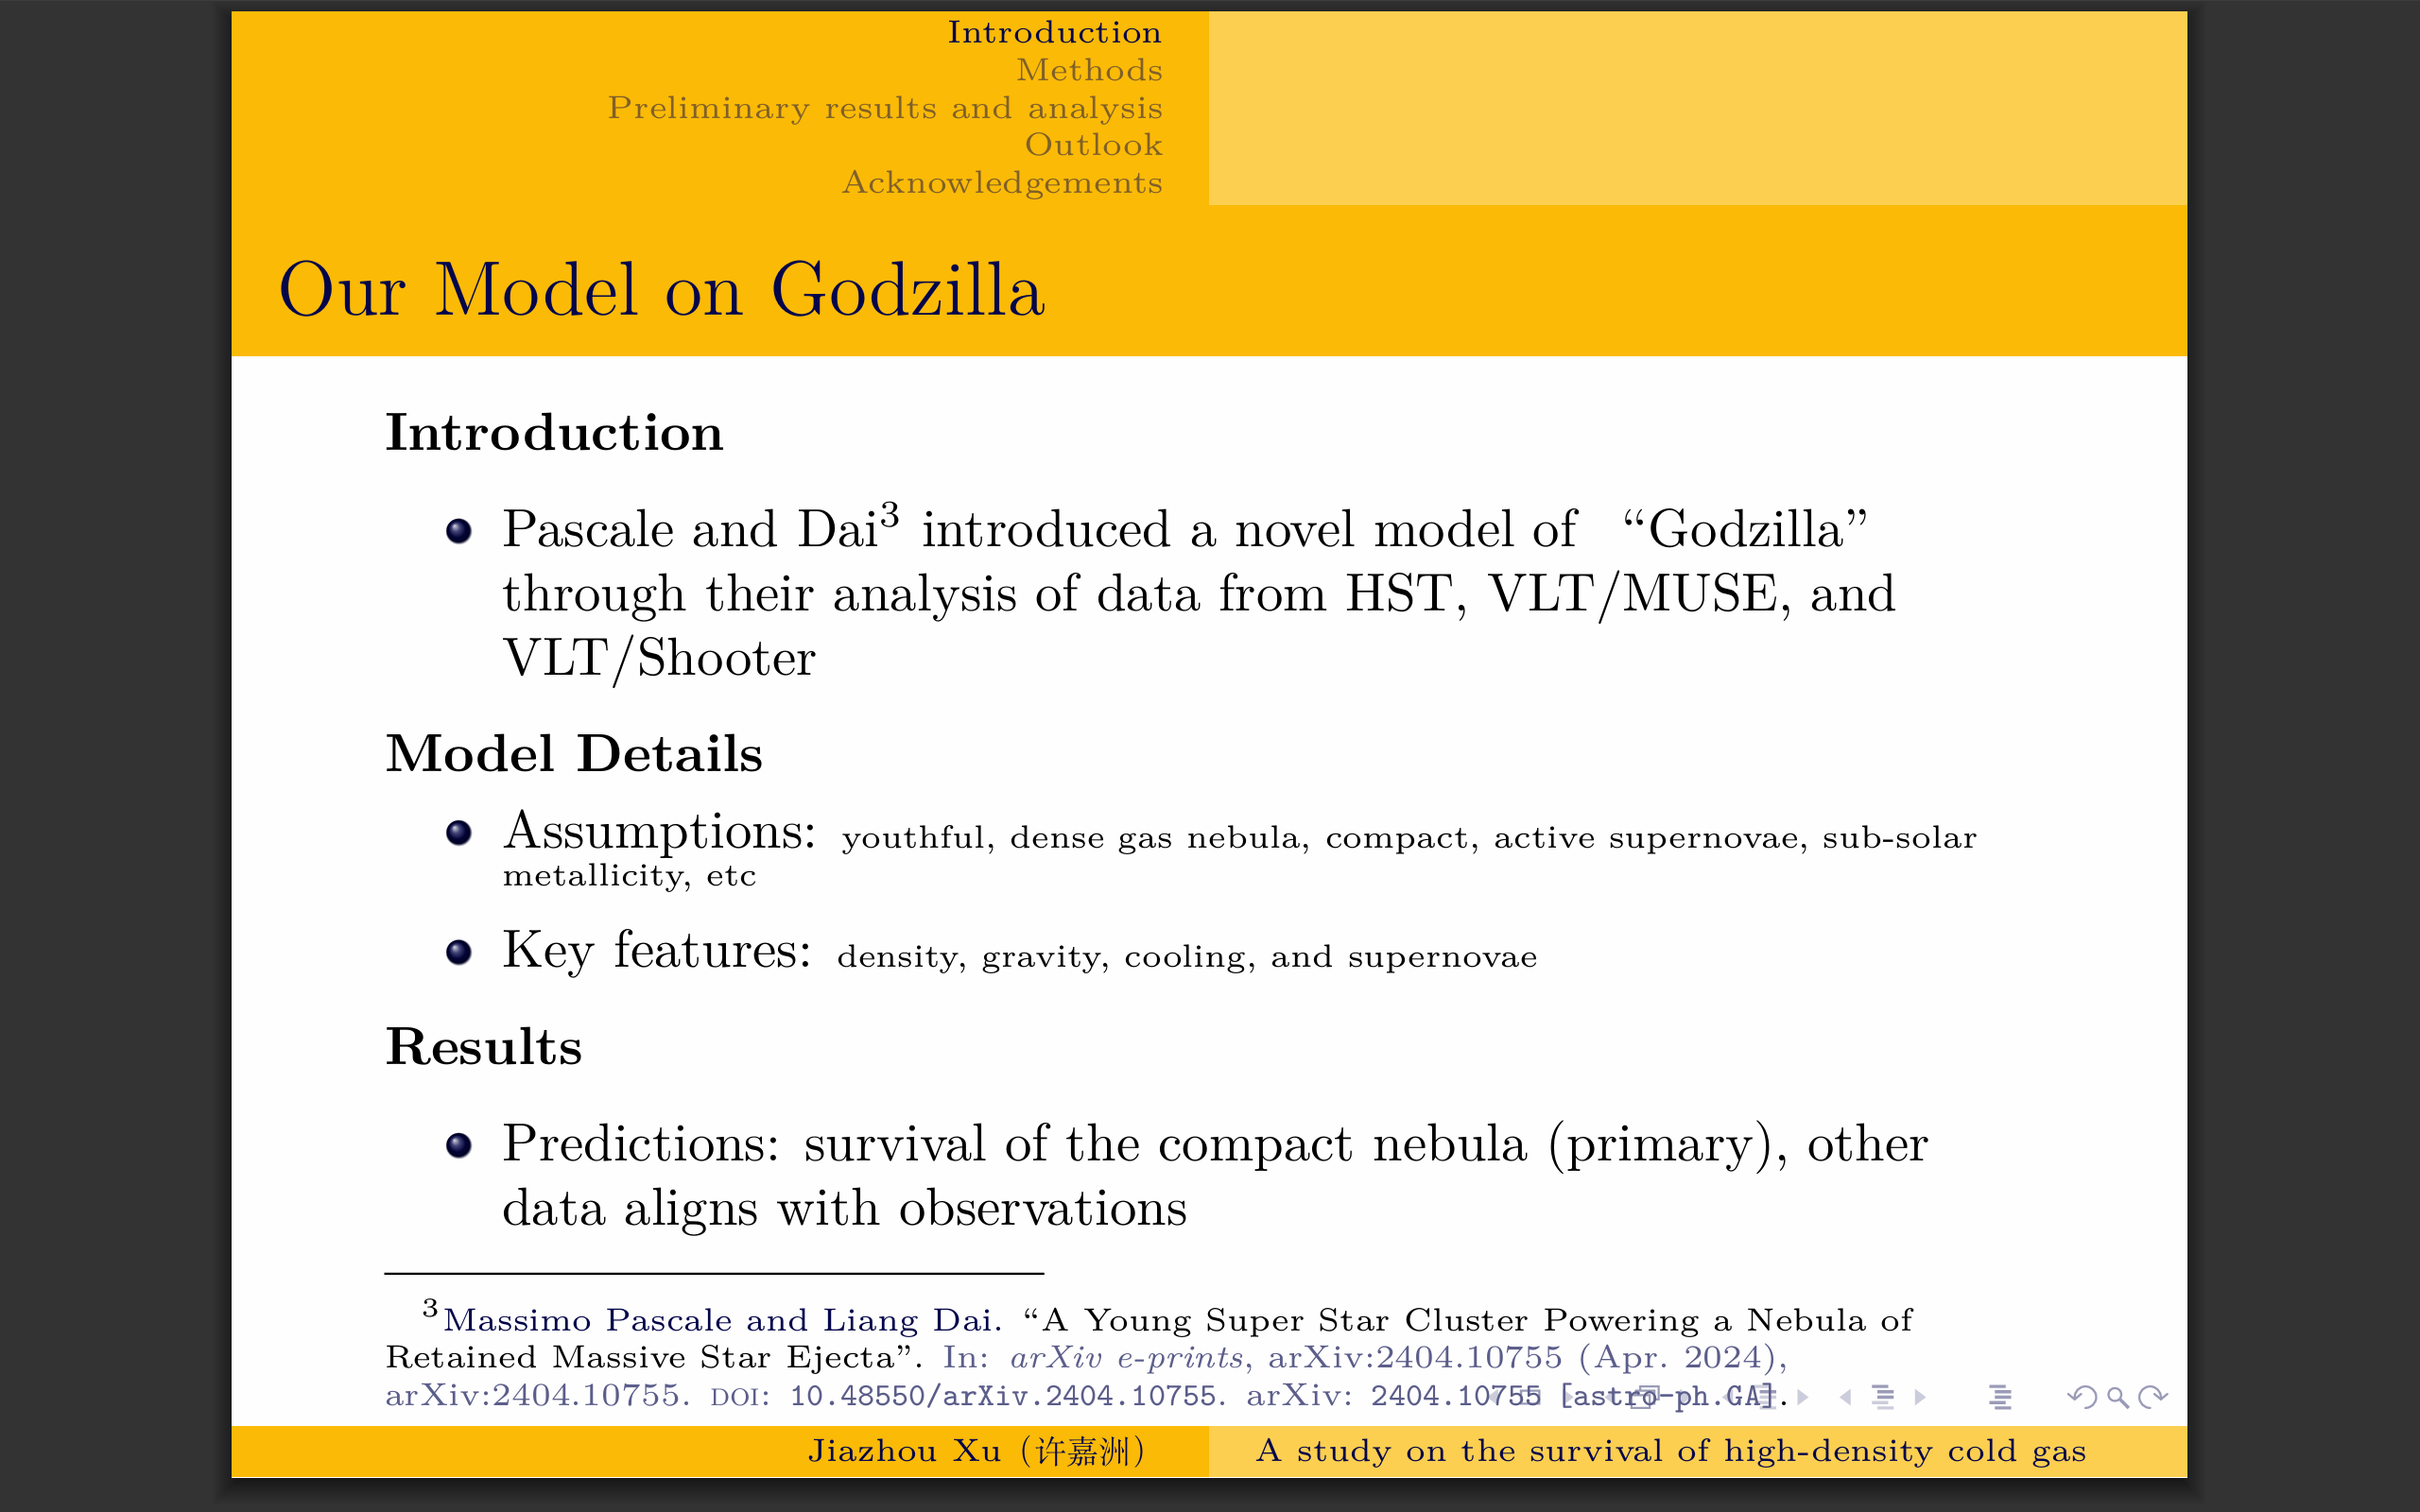 Introduction
Methods
Preliminary results and analysis
Outlook
Acknowledgements
Our Model on Godzilla
Introduction
Pascale and Dai³ introduced a novel model of “Godzilla”
through their analysis of data from HST, VLT/MUSE, and
VLT/Shooter
Model Details
Assumptions: youthful, dense gas nebula, compact, active supernovae, sub-solar
metallicity, etc
Key features: density, gravity, cooling, and supernovae
Results
Predictions: survival of the compact nebula (primary), other
data aligns with observations
³Massimo Pascale and Liang Dai. “A Young Super Star Cluster Powering a Nebula of
Retained Massive Star Ejecta”. In: arXiv e-prints, arXiv:2404.10755 (Apr. 2024),
arXiv:2404.10755. DOI: 10.48550/arXiv.2404.10755. arXiv: 2404.10755 [astro-ph.GA].
Jiazhou Xu (许嘉洲)
A study on the survival of high-density cold gas